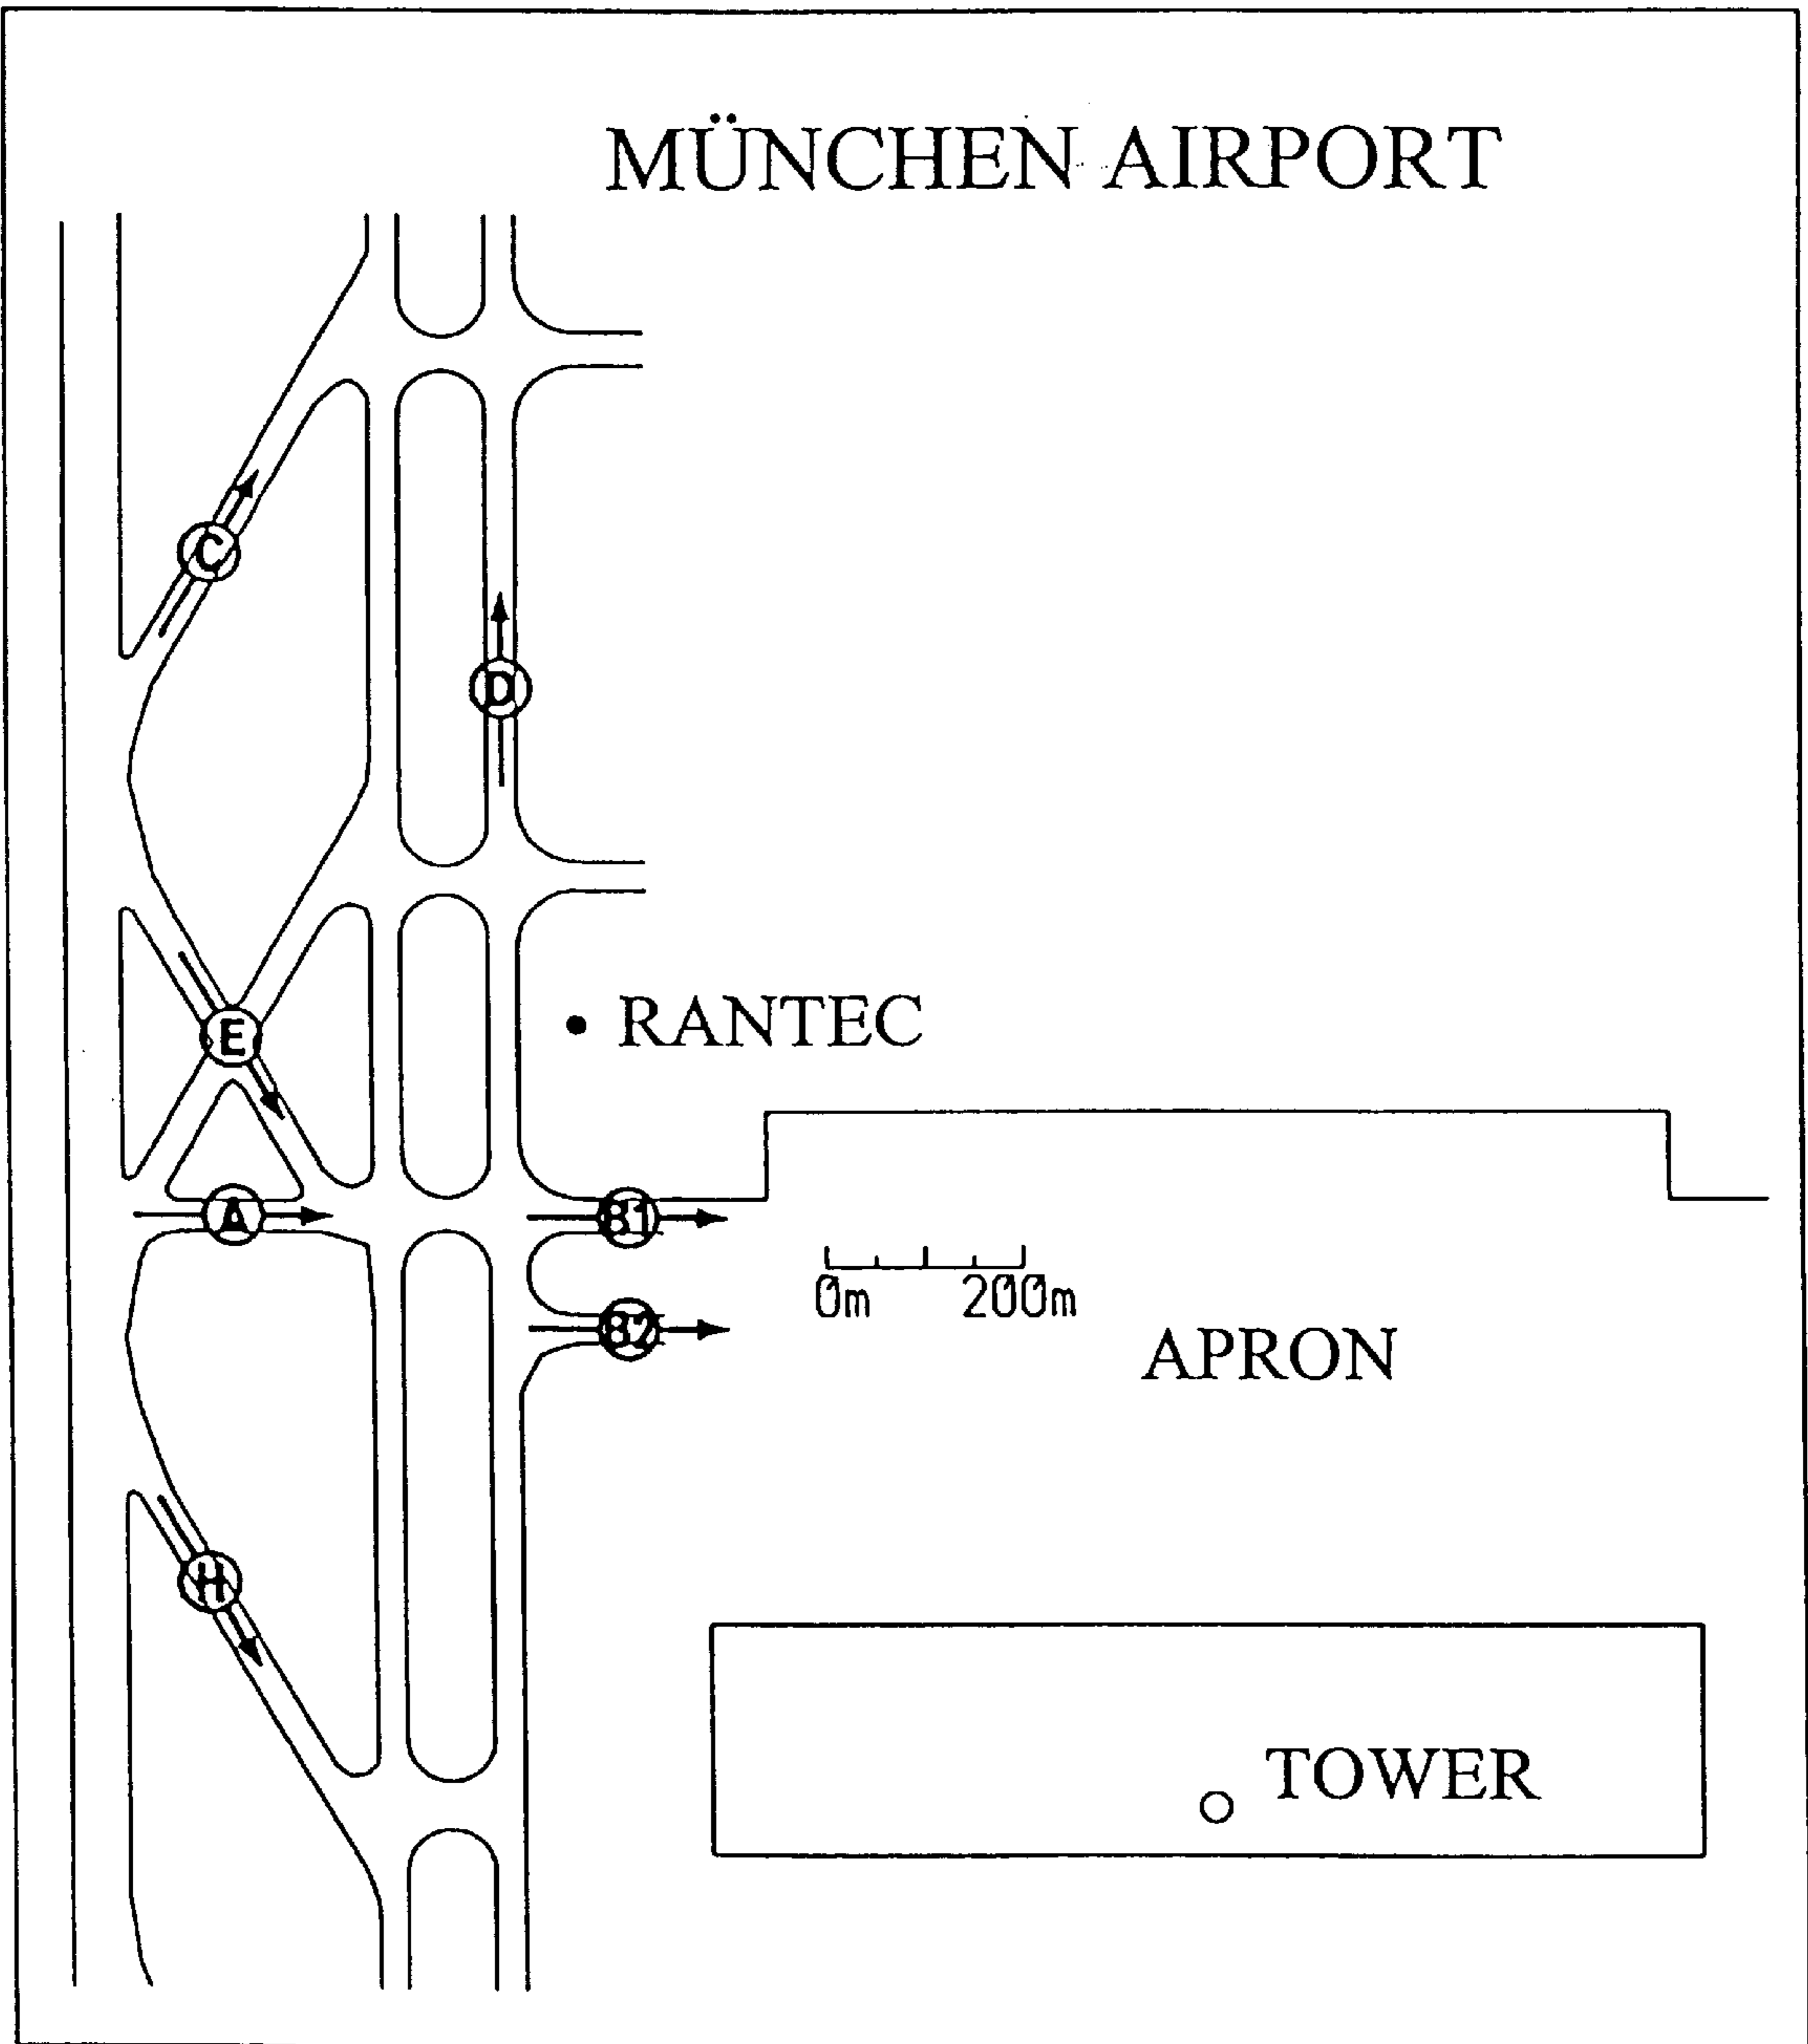 MÜNCHEN AIRPORT
C
D
RANTEC
E
A
B1
0m 200m
B2
APRON
H
TOWER